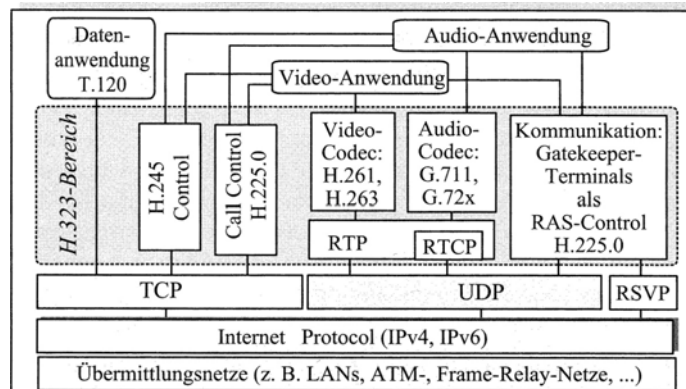 Daten-
anwendung
T.120
Audio-Anwendung
Video-Anwendung
H.323-Bereich
H.245
Control
Call Control
H.225.0
Video-
Codec:
H.261,
H.263
Audio-
Codec:
G.711,
G.72x
Kommunikation:
Gatekeeper-
Terminals
als
RAS-Control
H.225.0
RTP
RTCP
TCP
UDP
RSVP
Internet Protocol (IPv4, IPv6)
Übermittlungsnetze (z. B. LANs, ATM-, Frame-Relay-Netze, ...)